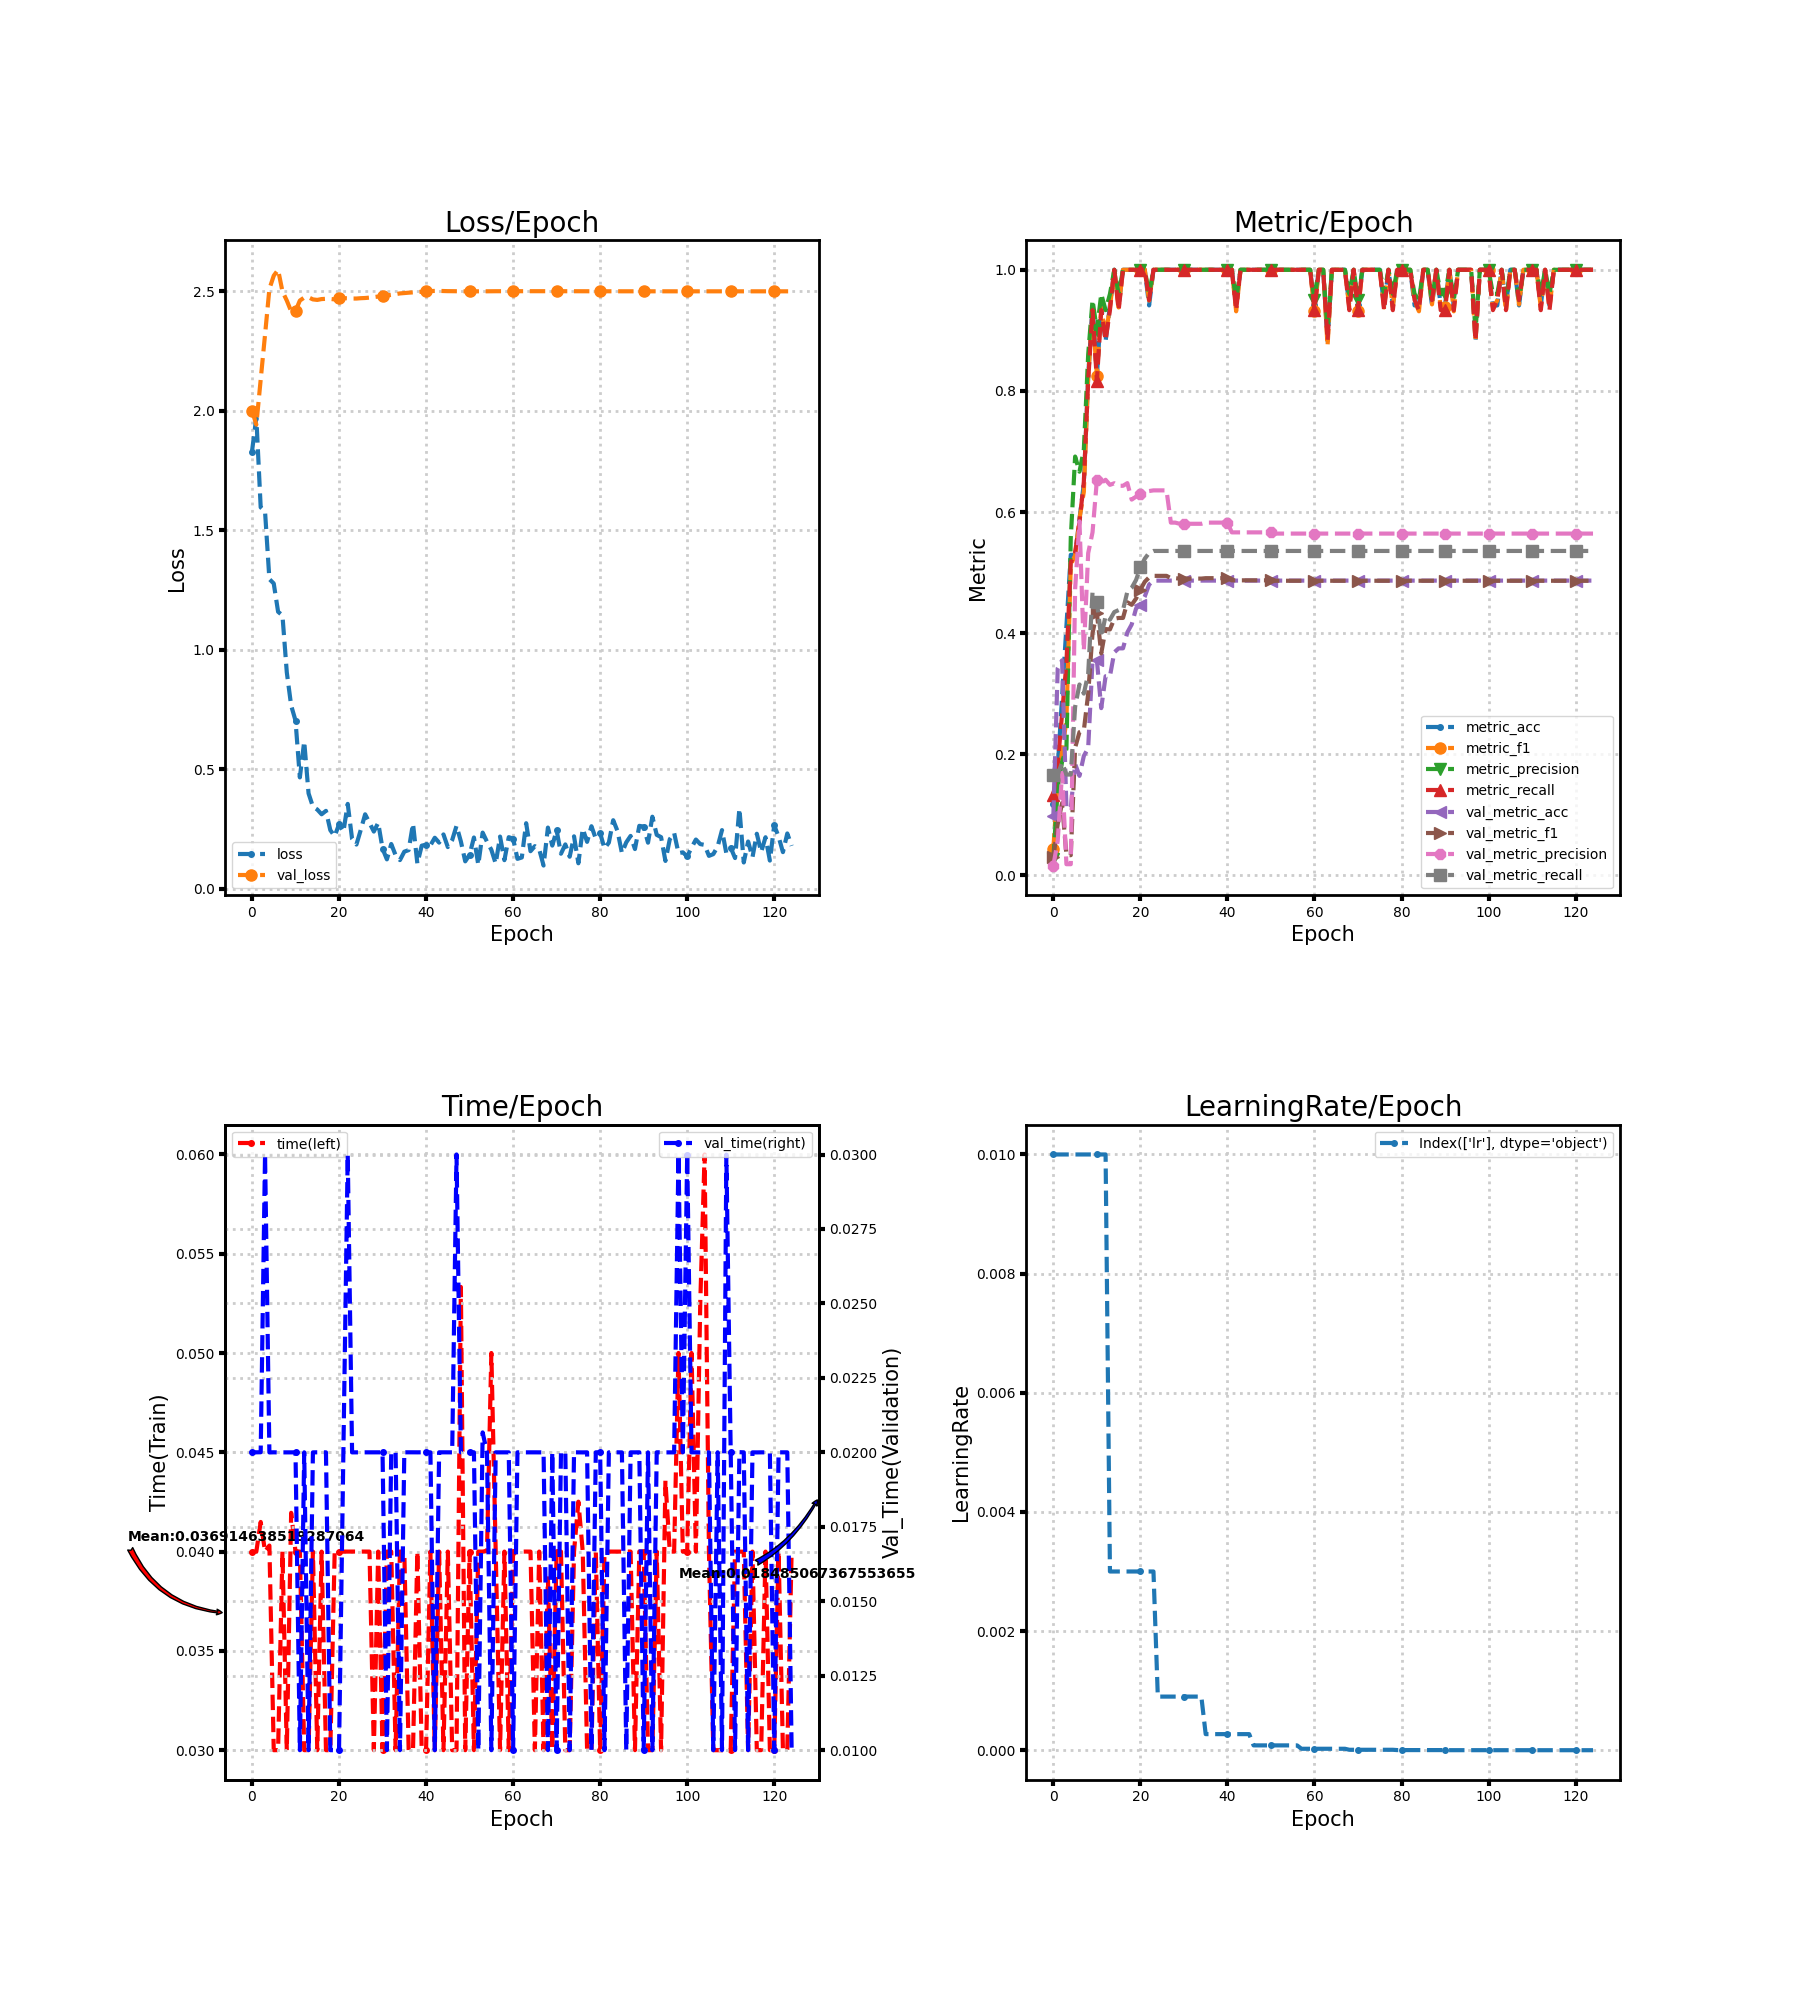 Loss/Epoch
2.5
2.0
1.5
1.0
0.5
0.0
Loss
loss
val_loss
0 20 40 60 80 100 120
Epoch
Metric/Epoch
1.0
0.8
0.6
0.4
0.2
0.0
Metric
metric_acc
metric_f1
metric_precision
metric_recall
val_metric_acc
val_metric_f1
val_metric_precision
val_metric_recall
0 20 40 60 80 100 120
Epoch
Time/Epoch
time(left)
val_time(right)
0.060
0.055
0.050
0.045
0.040
0.035
0.030
Time(Train)
0.0300
0.0275
0.0250
0.0225
0.0200
0.0175
0.0150
0.0125
0.0100
Val_Time(Validation)
Mean:0.018485067367553655
0 20 40 60 80 100 120
Epoch
LearningRate/Epoch
Index(['lr'], dtype='object')
0.010
0.008
0.006
0.004
0.002
0.000
LearningRate
0 20 40 60 80 100 120
Epoch